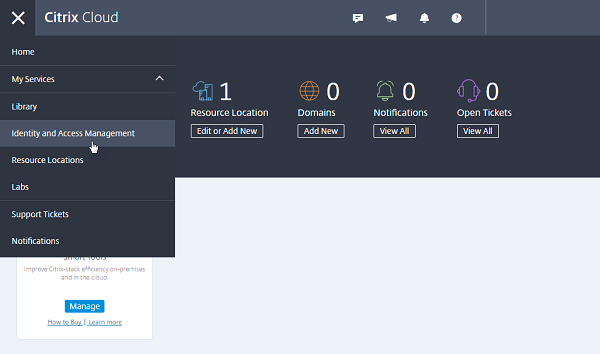 Citrix Cloud
Home
My Services
Library
Identity and Access Management
Resource Locations
Labs
Support Tickets
Notifications
1
Resource Location
Edit or Add New
0
Domains
Add New
0
Notifications
View All
0
Open Tickets
View All
Smart Tools
Improve Citrix-stack efficiency on-premises
and in the cloud.
Manage
How to Buy | Learn more